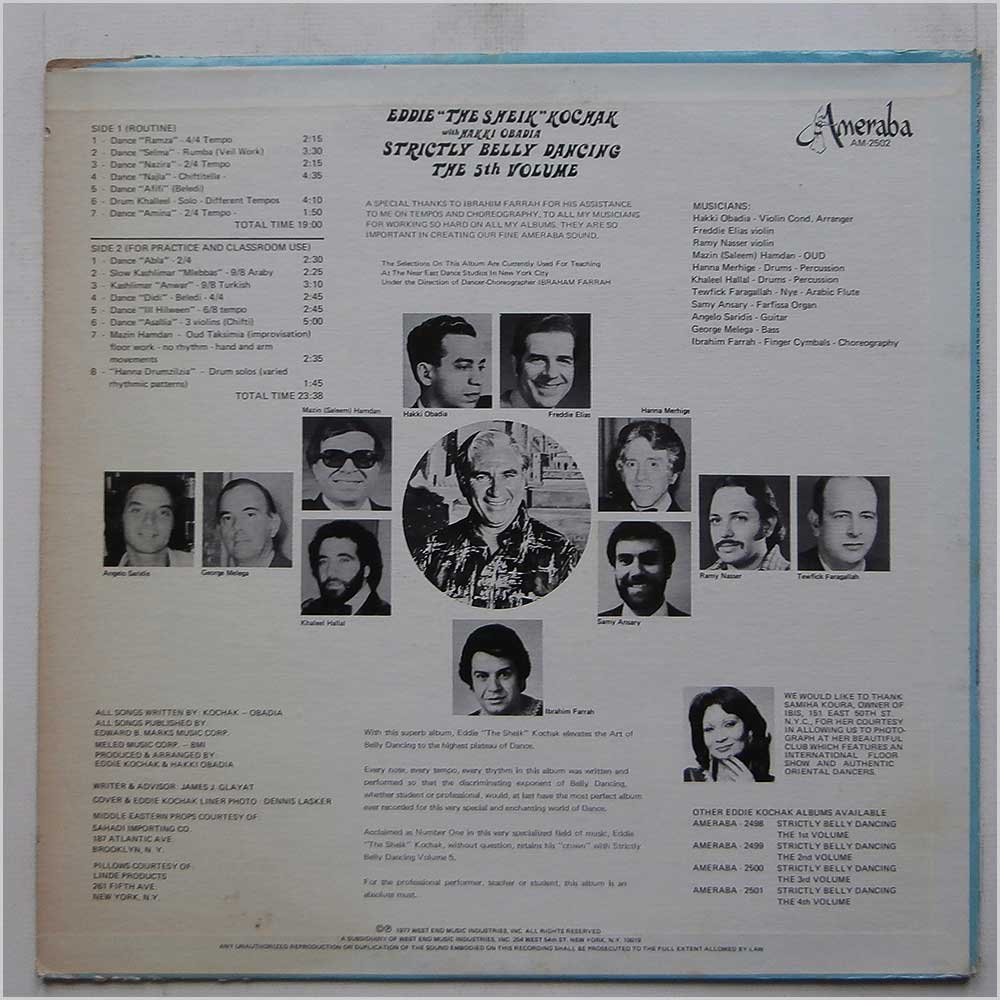 SIDE 1 (ROUTINE)
1 - Dance "Ramza" - 4/4 Tempo 2:15
2 - Dance "Selma" - Rumba (Veil Work) 3:30
3 - Dance "Nazira" - 2/4 Tempo 2:15
4 - Dance "Najla" - Chiftitelle - 4:35
5 - Dance "Afifi" (Beledi)
6 - Drum Khalleel - Solo - Different Tempos 4:10
7 - Dance "Amina" - 2/4 Tempo - 1:50
TOTAL TIME 19:00
SIDE 2 (FOR PRACTICE AND CLASSROOM USE)
1 - Dance "Abla" - 2/4 2:30
2 - Slow Kashlimar "Mlebbas" - 9/8 Araby 2:25
3 - Kashlimar "Anwar" - 9/8 Turkish 3:10
4 - Dance "Didi" - Beledi - 4/4 2:45
5 - Dance "Ill Hilween" - 6/8 tempo 2:45
6 - Dance "Asallia" - 3 violins (Chifti) 5:00
7 - Mazin Hamdan - Oud Taksimia (improvisation)
floor work - no rhythm - hand and arm
movements 2:35
8 - "Hanna Drumzilzia" - Drum solos (varied
rhythmic patterns) 1:45
TOTAL TIME 23:38
EDDIE "THE SHEIK" KOCHAK
with HAKKI OBADIA
STRICTLY BELLY DANCING
THE 5th VOLUME
A SPECIAL THANKS TO IBRAHIM FARRAH FOR HIS ASSISTANCE
TO ME ON TEMPOS AND CHOREOGRAPHY, TO ALL MY MUSICIANS
FOR WORKING SO HARD ON ALL MY ALBUMS. THEY ARE SO
IMPORTANT IN CREATING OUR FINE AMERABA SOUND.
The Selections On This Album Are Currently Used For Teaching
At The Near East Dance Studios In New York City
Under the Direction of Dancer-Choreographer IBRAHAM FARRAH
Ameraba
AM-2502
MUSICIANS:
Hakki Obadia - Violin Cond. Arranger
Freddie Elias violin
Ramy Nasser violin
Mazin (Saleem) Hamdan - OUD
Hanna Merhige - Drums - Percussion
Khaleel Hallal - Drums - Percussion
Tewfick Faragallah - Nye - Arabic Flute
Samy Ansary - Farfissa Organ
Angelo Saridis - Guitar
George Melega - Bass
Ibrahim Farrah - Finger Cymbals - Choreography
Hakki Obadia
Freddie Elias
Mazin (Saleem) Hamdan
Hanna Merhige
Angelo Saridis
George Melega
Khaleel Hallal
Samy Ansary
Ramy Nasser
Tewfick Faragallah
Ibrahim Farrah
ALL SONGS WRITTEN BY: KOCHAK - OBADIA
ALL SONGS PUBLISHED BY:
EDWARD B. MARKS MUSIC CORP.
MELED MUSIC CORP. - BMI
PRODUCED & ARRANGED BY:
EDDIE KOCHAK & HAKKI OBADIA
WRITER & ADVISOR: JAMES J. GLAYAT
COVER & EDDIE KOCHAK LINER PHOTO: DENNIS LASKER
MIDDLE EASTERN PROPS COURTESY OF:
SAHADI IMPORTING CO.
187 ATLANTIC AVE.
BROOKLYN, N. Y.
PILLOWS COURTESY OF:
LINDE PRODUCTS
261 FIFTH AVE.
NEW YORK, N.Y.
With this superb album, Eddie "The Sheik" Kochak elevates the Art of
Belly Dancing to the highest plateau of Danos.
Every note, every tempo, every rhythm in this album was written and
performed so that the discriminating exponent of Belly Dancing,
whether student or professional, would, at last have the most perfect album
ever recorded for this very special and enchanting world of Danos.
Acclaimed as Number One in this very specialized field of music, Eddie
"The Sheik" Kochak, without question, retains his "crown" with Strictly
Belly Dancing Volume 5.
For the professional performer, teacher or student, this album is an
absolute must.
WE WOULD LIKE TO THANK
SAMIHA KOURA, OWNER OF
IBIS, 151 EAST 50TH ST.
N.Y.C., FOR HER COURTESY
IN ALLOWING US TO PHOTO-
GRAPH AT HER BEAUTIFUL
CLUB WHICH FEATURES AN
INTERNATIONAL FLOOR
SHOW AND AUTHENTIC
ORIENTAL DANCERS.
OTHER EDDIE KOCHAK ALBUMS AVAILABLE
AMERABA - 2498 STRICTLY BELLY DANCING
THE 1st VOLUME
AMERABA - 2499 STRICTLY BELLY DANCING
THE 2nd VOLUME
AMERABA - 2500 STRICTLY BELLY DANCING
THE 3rd VOLUME
AMERABA - 2501 STRICTLY BELLY DANCING
THE 4th VOLUME
©℗ 1977 WEST END MUSIC INDUSTRIES, INC. ALL RIGHTS RESERVED
A SUBSIDIARY OF WEST END MUSIC INDUSTRIES, INC. 254 WEST 54th ST. NEW YORK, N.Y. 10019
ANY UNAUTHORIZED REPRODUCTION OR DUPLICATION OF THE SOUND EMBODIED ON THIS RECORDING SHALL BE PROSECUTED TO THE FULL EXTENT ALLOWED BY LAW